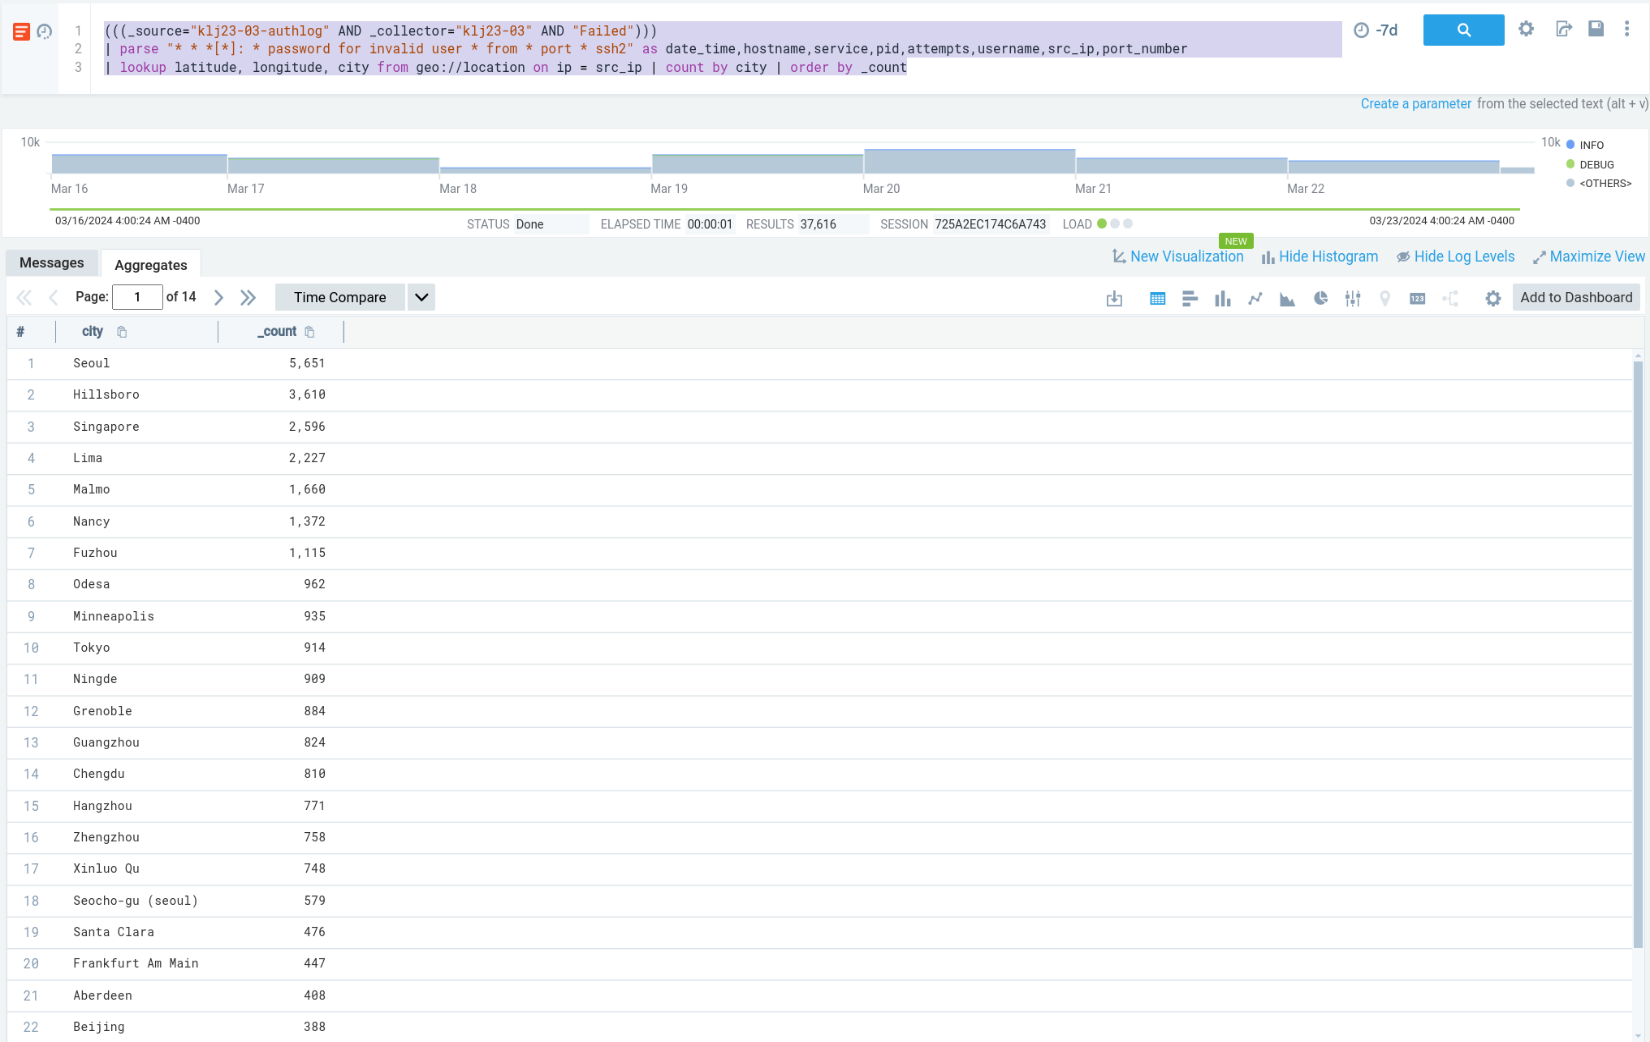 1 (((_source="klj23-03-authlog" AND _collector="klj23-03" AND "Failed")))
2 | parse "* * *[*]: * password for invalid user * from * port * ssh2" as date_time,hostname,service,pid,attempts,username,src_ip,port_number
3 | lookup latitude, longitude, city from geo://location on ip = src_ip | count by city | order by _count
-7d
Create a parameter from the selected text (alt + v)
10k
10k
INFO
DEBUG
<OTHERS>
Mar 16 Mar 17 Mar 18 Mar 19 Mar 20 Mar 21 Mar 22
03/16/2024 4:00:24 AM -0400
STATUS Done ELAPSED TIME 00:00:01 RESULTS 37,616 SESSION 725A2EC174C6A743 LOAD
03/23/2024 4:00:24 AM -0400
Messages Aggregates
NEW
New Visualization Hide Histogram Hide Log Levels Maximize View
Page: 1 of 14 Time Compare
123
Add to Dashboard
# city _count
1 Seoul 5,651
2 Hillsboro 3,610
3 Singapore 2,596
4 Lima 2,227
5 Malmo 1,660
6 Nancy 1,372
7 Fuzhou 1,115
8 Odesa 962
9 Minneapolis 935
10 Tokyo 914
11 Ningde 909
12 Grenoble 884
13 Guangzhou 824
14 Chengdu 810
15 Hangzhou 771
16 Zhengzhou 758
17 Xinluo Qu 748
18 Seocho-gu (seoul) 579
19 Santa Clara 476
20 Frankfurt Am Main 447
21 Aberdeen 408
22 Beijing 388